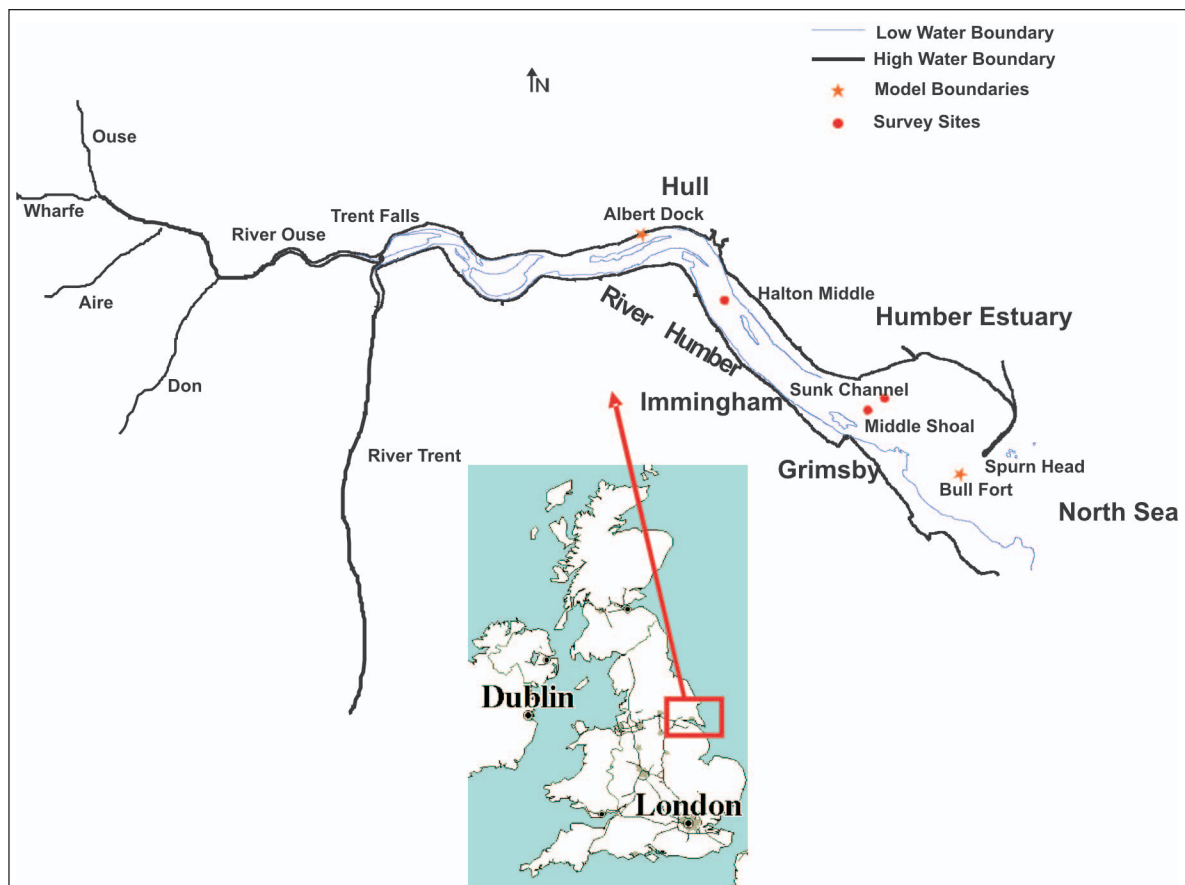 Low Water Boundary
High Water Boundary
N
Model Boundaries
Survey Sites
Ouse
Wharfe
Hull
Trent Falls
Albert Dock
River Ouse
Aire
Halton Middle
River Humber
Humber Estuary
Don
Sunk Channel
Immingham
Middle Shoal
River Trent
Grimsby
Spurn Head
Bull Fort
North Sea
Dublin
London